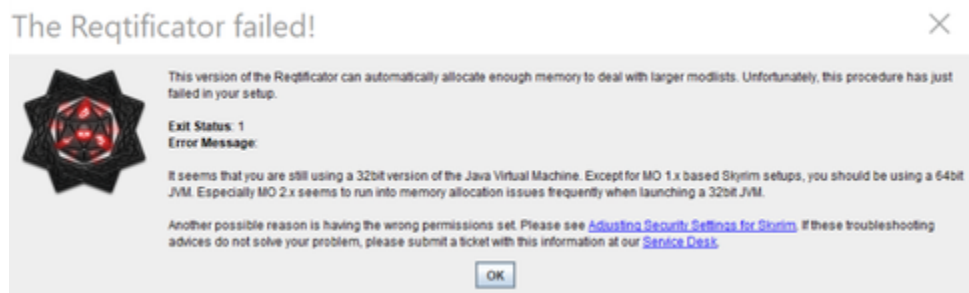 The Reqtificator failed!
This version of the Reqtificator can automatically allocate enough memory to deal with larger modlists. Unfortunately, this procedure has just
failed in your setup.
Exit Status: 1
Error Message:
It seems that you are still using a 32bit version of the Java Virtual Machine. Except for MO 1.x based Skyrim setups, you should be using a 64bit
JVM. Especially MO 2.x seems to run into memory allocation issues frequently when launching a 32bit JVM.
Another possible reason is having the wrong permissions set. Please see Adjusting Security Settings for Skyrim. If these troubleshooting
advices do not solve your problem, please submit a ticket with this information at our Service Desk.
OK